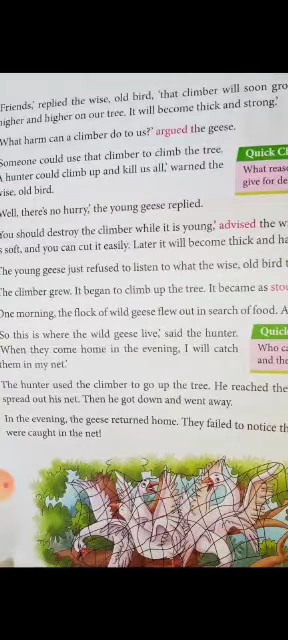 Friends,' replied the wise, old bird, 'that climber will soon gro
higher and higher on our tree. It will become thick and strong.'
What harm can a climber do to us?' argued the geese.
Someone could use that climber to climb the tree.
A hunter could climb up and kill us all,' warned the
wise, old bird.
Quick C
What reas
give for de
Well, there's no hurry,' the young geese replied.
You should destroy the climber while it is young,' advised the w
s soft, and you can cut it easily. Later it will become thick and ha
The young geese just refused to listen to what the wise, old bird t
The climber grew. It began to climb up the tree. It became as sto
One morning, the flock of wild geese flew out in search of food. A
So this is where the wild geese live,' said the hunter.
When they come home in the evening, I will catch
them in my net.'
Quick
Who ca
and the
The hunter used the climber to go up the tree. He reached the
spread out his net. Then he got down and went away.
In the evening, the geese returned home. They failed to notice th
were caught in the net!